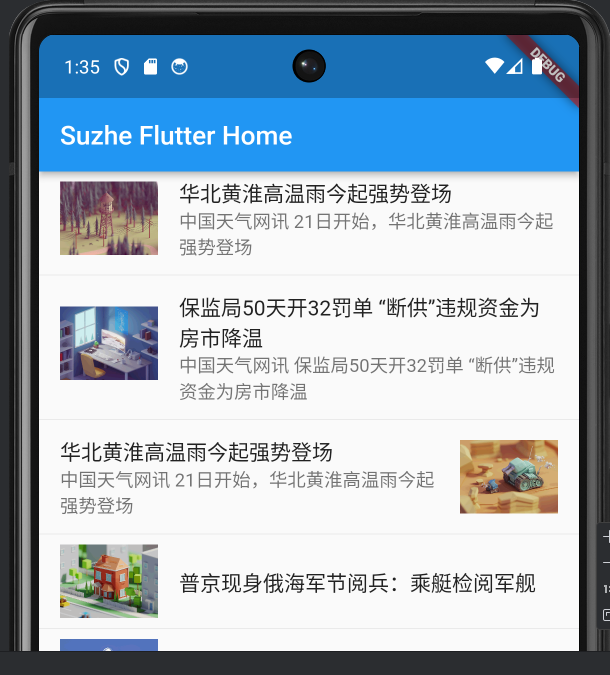 1:35
DEBUG
Suzhe Flutter Home
华北黄淮高温雨今起强势登场
中国天气网讯 21日开始，华北黄淮高温雨今起
强势登场
保监局50天开32罚单 “断供”违规资金为
房市降温
中国天气网讯 保监局50天开32罚单 “断供”违规
资金为房市降温
华北黄淮高温雨今起强势登场
中国天气网讯 21日开始，华北黄淮高温雨今起
强势登场
普京现身俄海军节阅兵：乘艇检阅军舰